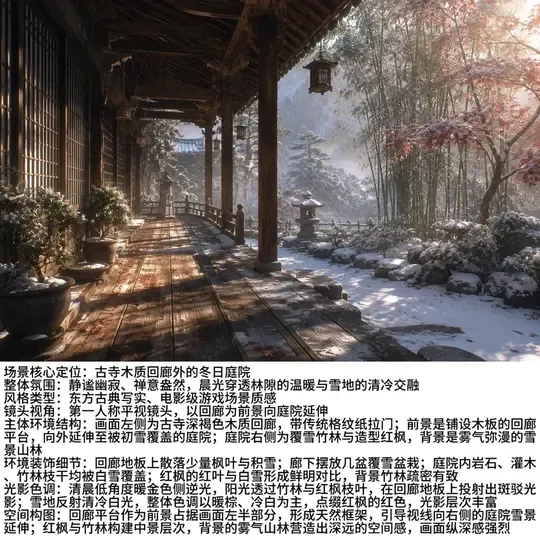 场景核心定位：古寺木质回廊外的冬日庭院
整体氛围：静谧幽寂、禅意盎然，晨光穿透林隙的温暖与雪地的清冷交融
风格类型：东方古典写实、电影级游戏场景质感
镜头视角：第一人称平视镜头，以回廊为前景向庭院延伸
主体环境结构：画面左侧为古寺深褐色木质回廊，带传统格纹纸拉门；前景是铺设木板的回廊
平台，向外延伸至被初雪覆盖的庭院；庭院右侧为覆雪竹林与造型红枫，背景是雾气弥漫的雪
景山林
环境装饰细节：回廊地板上散落少量枫叶与积雪；廊下摆放几盆覆雪盆栽；庭院内岩石、灌木
、竹林枝干均被白雪覆盖；红枫的红叶与白雪形成鲜明对比，背景竹林疏密有致
光影色调：清晨低角度暖金色侧逆光，阳光透过竹林与红枫枝叶，在回廊地板上投射出斑驳光
影；雪地反射清冷白光，整体色调以暖棕、冷白为主，点缀红枫的红色，光影层次丰富
空间构图：回廊平台作为前景占据画面左半部分，形成天然框架，引导视线向右侧的庭院雪景
延伸；红枫与竹林构建中景层次，背景的雾气山林营造出深远的空间感，画面纵深感强烈